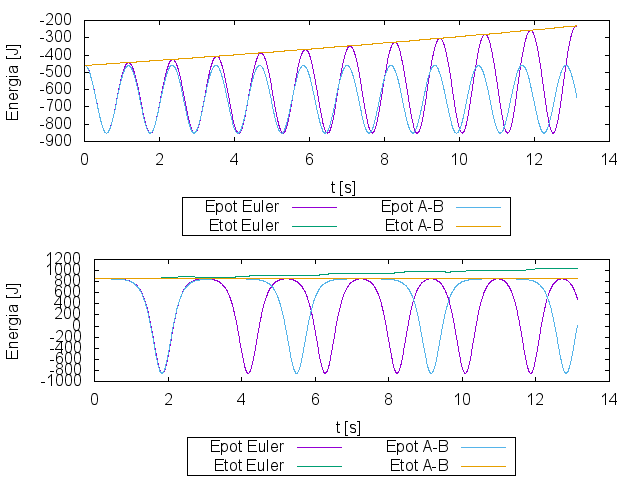 -200
-300
-400
-500
-600
-700
-800
-900
Energia [J]
0 2 4 6 8 10 12 14
t [s]
Epot Euler Epot A-B
Etot Euler Etot A-B
1200
1000
800
600
400
200
0
-200
-400
-600
-800
-1000
Energia [J]
0 2 4 6 8 10 12 14
t [s]
Epot Euler Epot A-B
Etot Euler Etot A-B